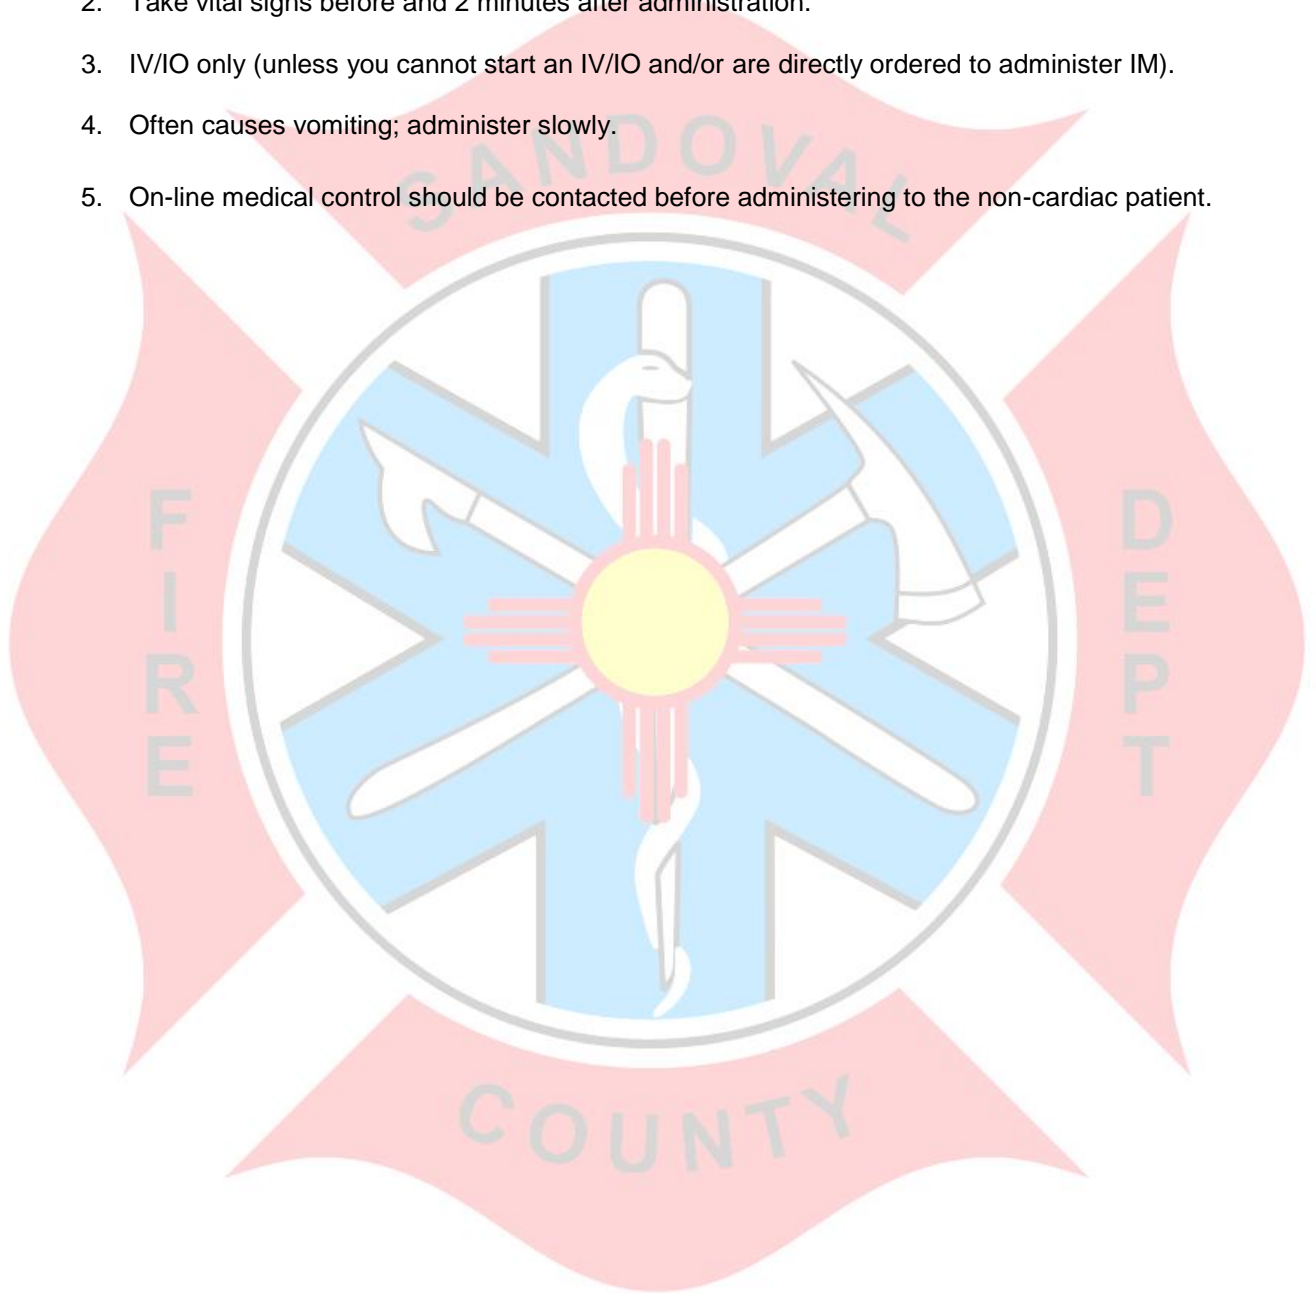 2. Take vital signs before and 2 minutes after administration.
3. IV/IO only (unless you cannot start an IV/IO and/or are directly ordered to administer IM).
4. Often causes vomiting; administer slowly.
5. On-line medical control should be contacted before administering to the non-cardiac patient.
SANDOVAL
FIRE
DEPT
COUNTY